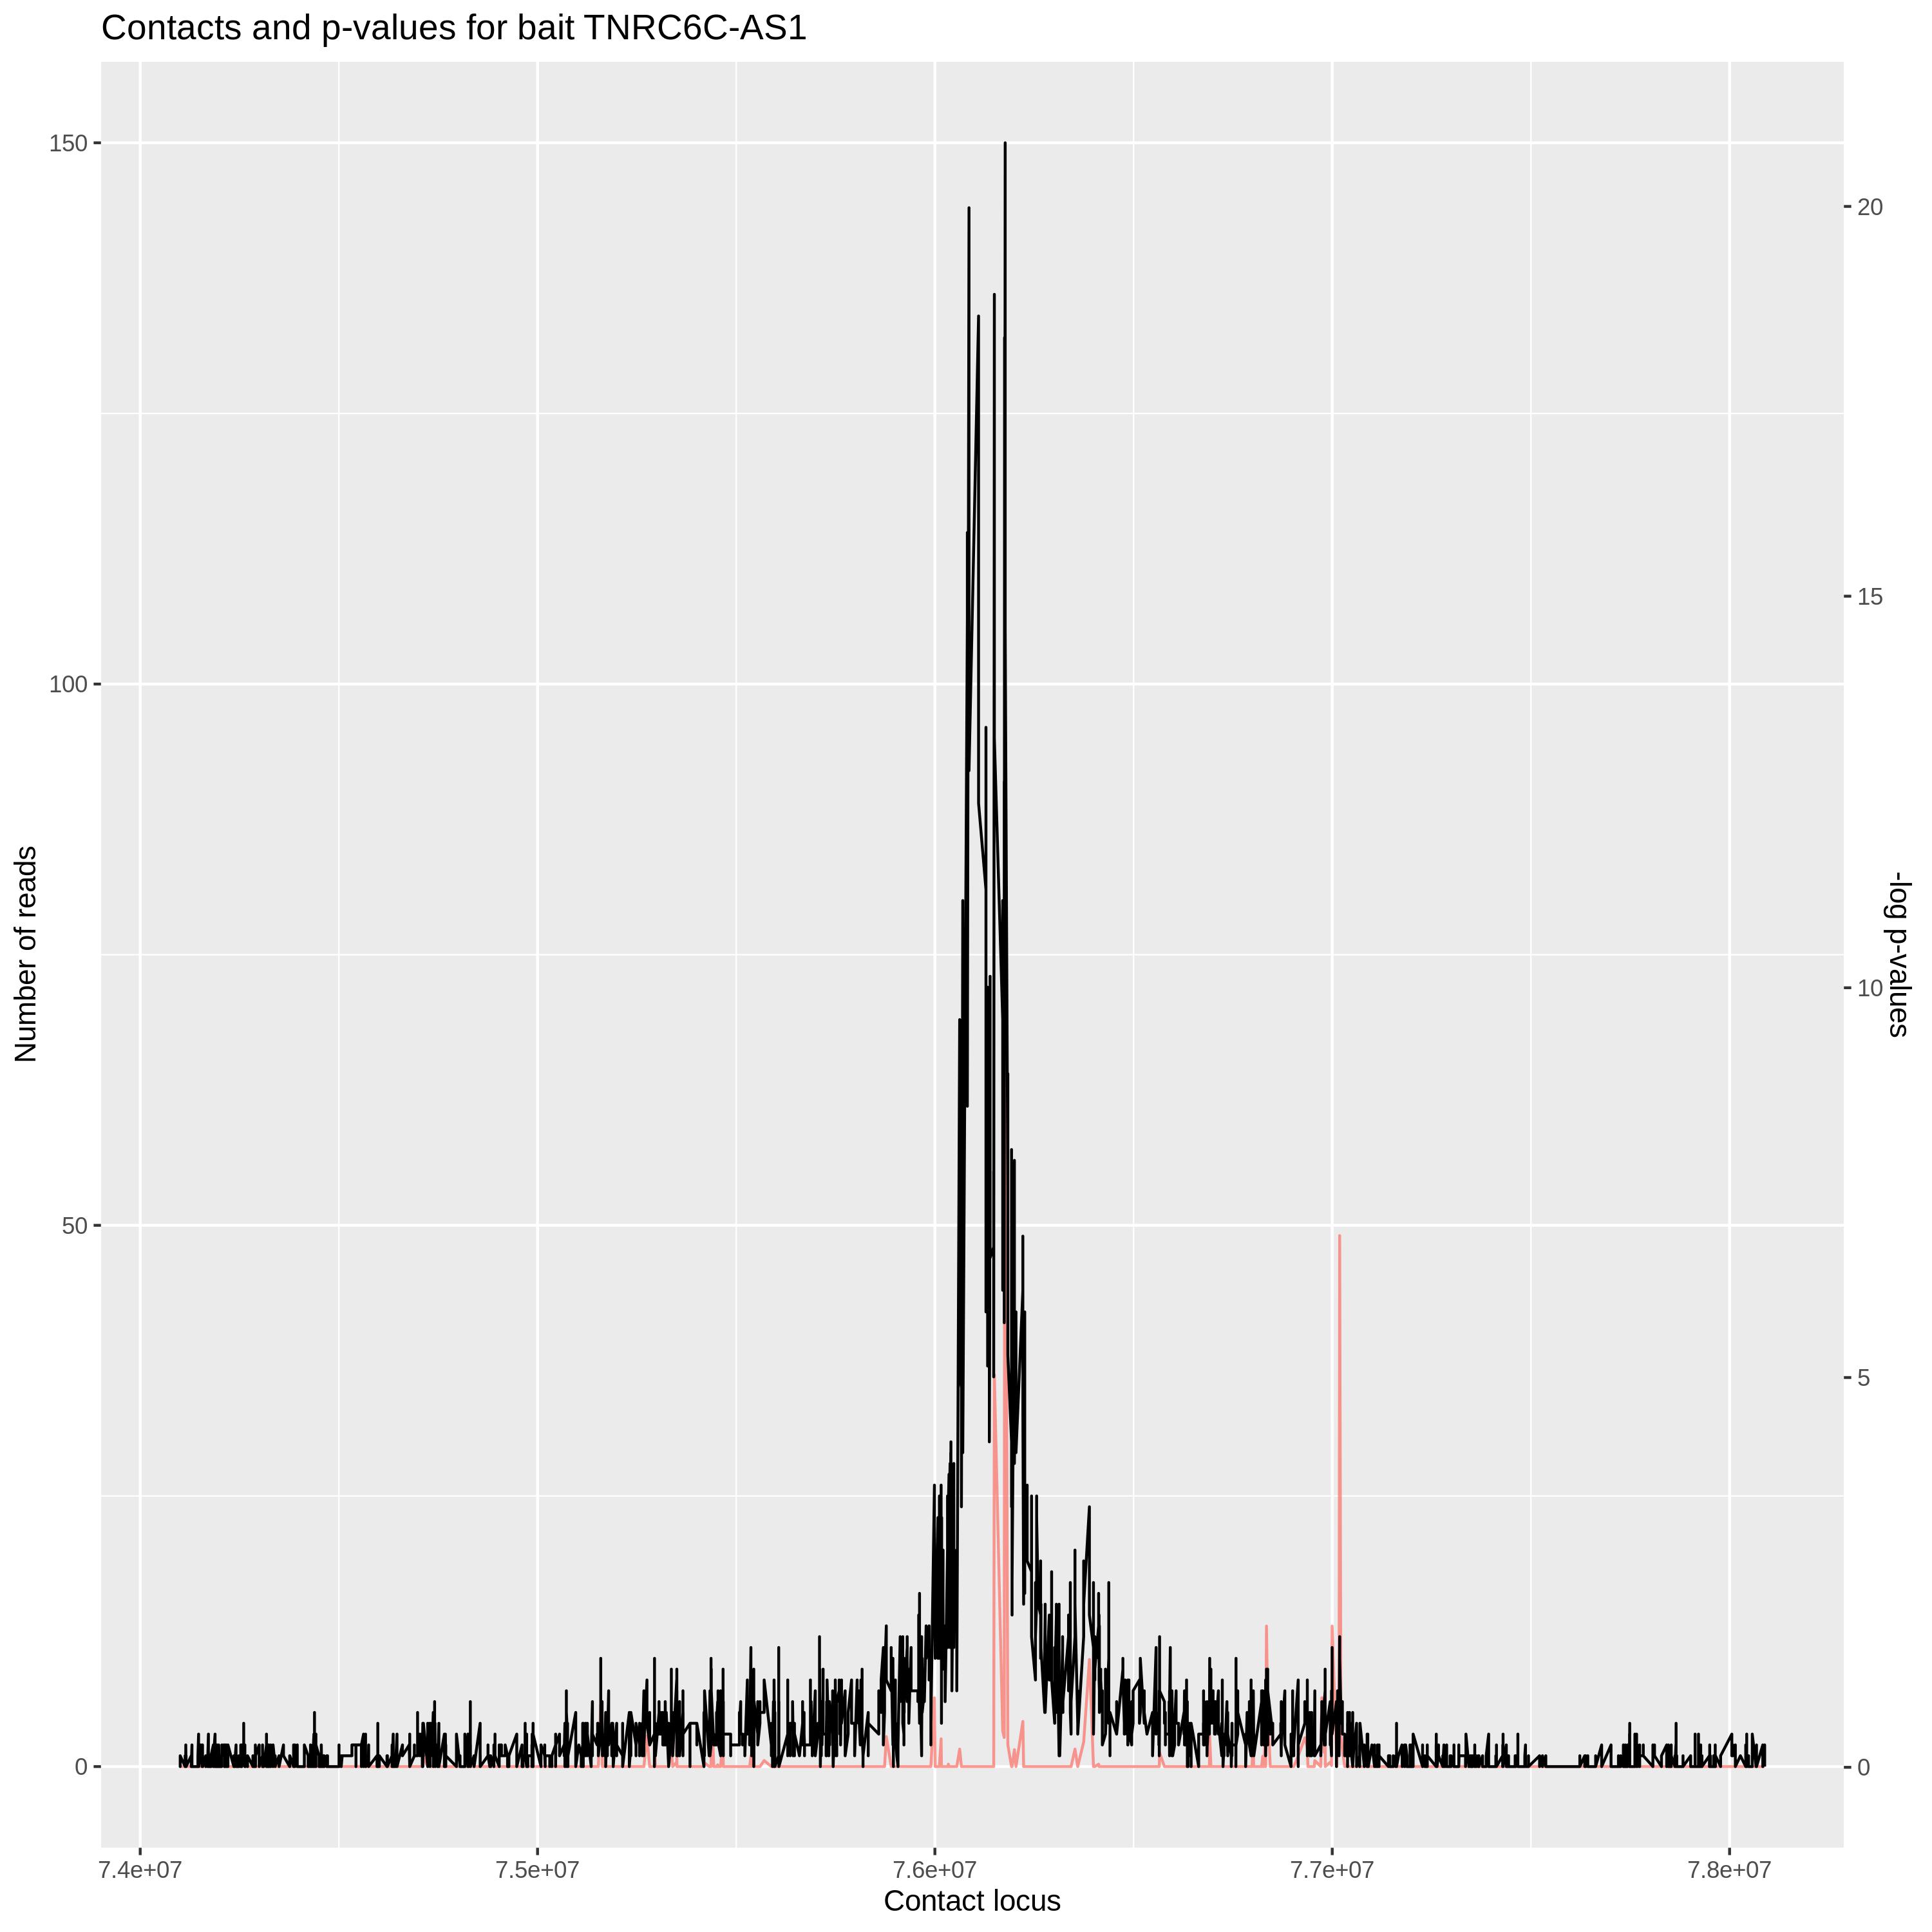 Contacts and p-values for bait TNRC6C-AS1
150
100
50
0
Number of reads
20
15
10
5
0
-log p-values
7.4e+07
7.5e+07
7.6e+07
7.7e+07
7.8e+07
Contact locus